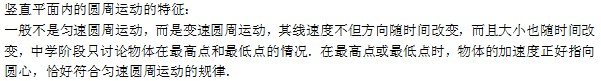 竖直平面内的圆周运动的特征：
一般不是匀速圆周运动，而是变速圆周运动，其线速度不但方向随时间改变，而且大小也随时间改
变，中学阶段只讨论物体在最高点和最低点的情况．在最高点或最低点时，物体的加速度正好指向
圆心，恰好符合匀速圆周运动的规律．